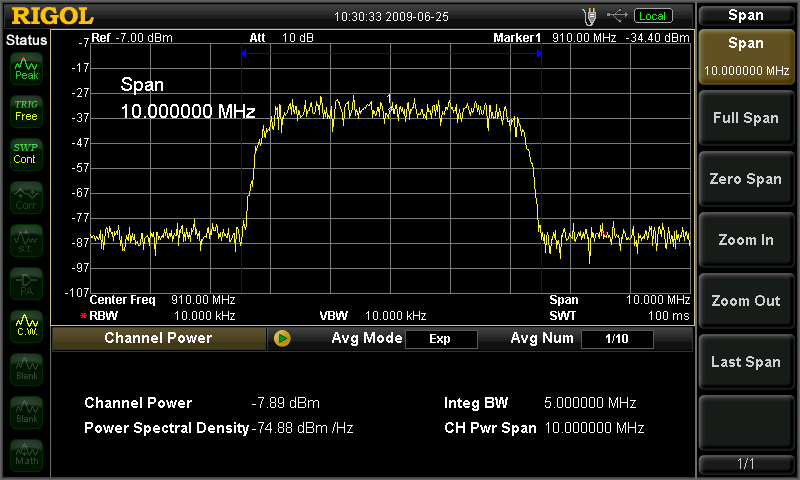 RIGOL 10:30:33 2009-06-25 Local Span
Status
Ref -7.00 dBm Att 10 dB Marker1 910.00 MHz -34.40 dBm
Span
10.000000 MHz
-7
-17
-27
-37
-47
-57
-67
-77
-87
-97
-107
Span
10.000000 MHz
1
Peak
TRIG
Free
SWP
Cont
Corr
S.T.
PA
C.W.
Blank
Blank
Math
Center Freq 910.00 MHz Span 10.000 MHz
*RBW 10.000 kHz VBW 10.000 kHz SWT 100 ms
Channel Power Avg Mode Exp Avg Num 1/10
Channel Power -7.89 dBm Integ BW 5.000000 MHz
Power Spectral Density -74.88 dBm /Hz CH Pwr Span 10.000000 MHz
Full Span
Zero Span
Zoom In
Zoom Out
Last Span
1/1